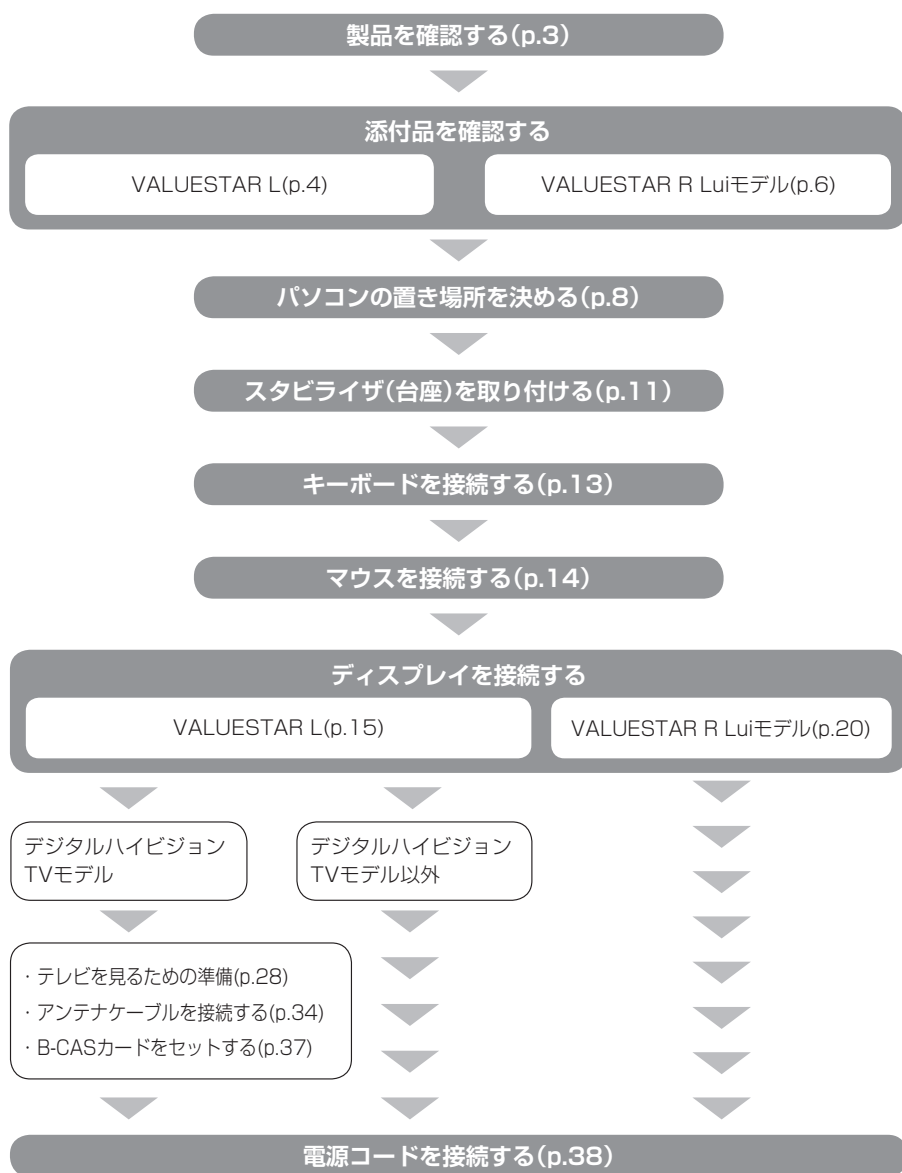 製品を確認する(p.3)
添付品を確認する
VALUESTAR L(p.4)
VALUESTAR R Luiモデル(p.6)
パソコンの置き場所を決める(p.8)
スタビライザ(台座)を取り付ける(p.11)
キーボードを接続する(p.13)
マウスを接続する(p.14)
ディスプレイを接続する
VALUESTAR L(p.15)
VALUESTAR R Luiモデル(p.20)
デジタルハイビジョン
TVモデル
デジタルハイビジョン
TVモデル以外
・テレビを見るための準備(p.28)
・アンテナケーブルを接続する(p.34)
・B-CASカードをセットする(p.37)
電源コードを接続する(p.38)